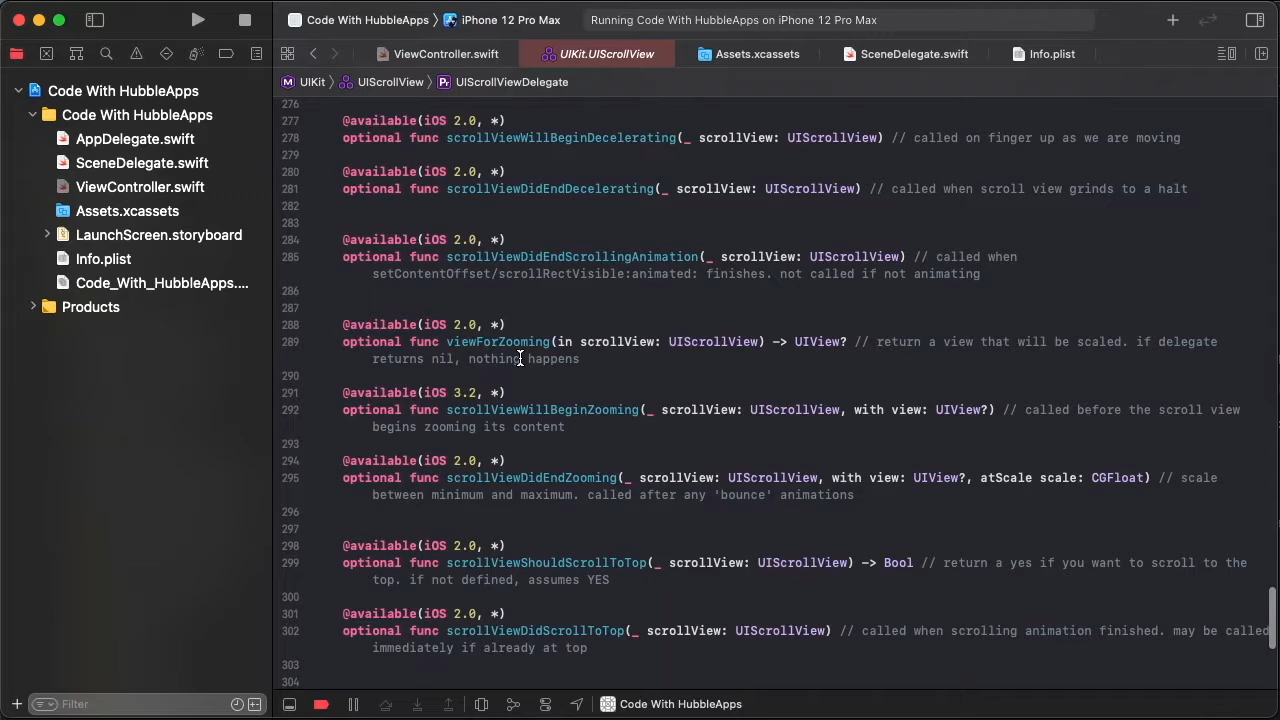 Code With HubbleApps 〉 iPhone 12 Pro Max
Running Code With HubbleApps on iPhone 12 Pro Max
ViewController.swift
UIKit.UIScrollView
Assets.xcassets
SceneDelegate.swift
Info.plist
UIKit 〉 UIScrollView 〉 Pr UIScrollViewDelegate
Code With HubbleApps
Code With HubbleApps
AppDelegate.swift
SceneDelegate.swift
ViewController.swift
Assets.xcassets
LaunchScreen.storyboard
Info.plist
Code_With_HubbleApps....
Products
276
277 @available(iOS 2.0, *)
278 optional func scrollViewWillBeginDecelerating(_ scrollView: UIScrollView) // called on finger up as we are moving
279
280 @available(iOS 2.0, *)
281 optional func scrollViewDidEndDecelerating(_ scrollView: UIScrollView) // called when scroll view grinds to a halt
282
283
284 @available(iOS 2.0, *)
285 optional func scrollViewDidEndScrollingAnimation(_ scrollView: UIScrollView) // called when
setContentOffset/scrollRectVisible:animated: finishes. not called if not animating
286
287
288 @available(iOS 2.0, *)
289 optional func viewForZooming(in scrollView: UIScrollView) -> UIView? // return a view that will be scaled. if delegate
returns nil, nothing happens
290
291 @available(iOS 3.2, *)
292 optional func scrollViewWillBeginZooming(_ scrollView: UIScrollView, with view: UIView?) // called before the scroll view
begins zooming its content
293
294 @available(iOS 2.0, *)
295 optional func scrollViewDidEndZooming(_ scrollView: UIScrollView, with view: UIView?, atScale scale: CGFloat) // scale
between minimum and maximum. called after any 'bounce' animations
296
297
298 @available(iOS 2.0, *)
299 optional func scrollViewShouldScrollToTop(_ scrollView: UIScrollView) -> Bool // return a yes if you want to scroll to the
top. if not defined, assumes YES
300
301 @available(iOS 2.0, *)
302 optional func scrollViewDidScrollToTop(_ scrollView: UIScrollView) // called when scrolling animation finished. may be called
immediately if already at top
303
304
Filter
Code With HubbleApps